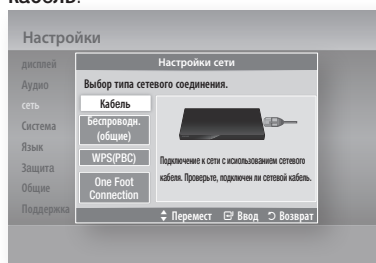 кабель.
Настройки
дисплей
Аудио
сеть
Система
Язык
Защита
Общие
Поддержка
Настройки сети
Выбор типа сетевого соединения.
Кабель
Беспроводн.
(общие)
WPS(PBC)
One Foot
Connection
Подключение к сети с использованием сетевого
кабеля. Проверьте, подключен ли сетевой кабель.
Перемест Ввод Возврат